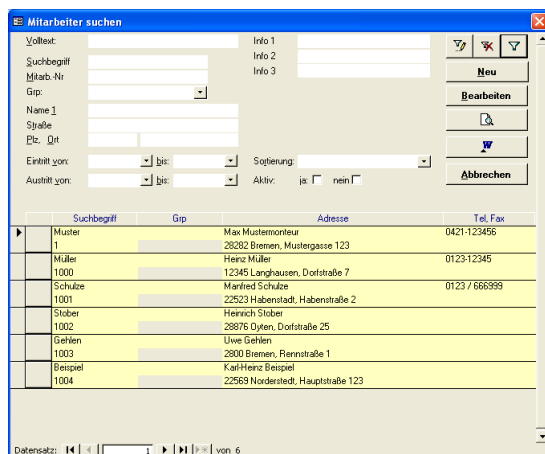 Mitarbeiter suchen
Volltext: Info 1
Info 2
Suchbegriff Info 3
Mitarb.-Nr Neu
Grp: Bearbeiten
Name 1
Straße
Plz, Ort
Eintritt von: bis: Sortierung:
Austritt von: bis: Aktiv: ja: nein Abbrechen
Suchbegriff Grp Adresse Tel, Fax
Muster Max Mustermonteur 0421-123456
1 28282 Bremen, Mustergasse 123
Müller Heinz Müller 0123-12345
1000 12345 Langhausen, Dorfstraße 7
Schulze Manfred Schulze 0123 / 666999
1001 22523 Habenstadt, Habenstraße 2
Stober Heinrich Stober
1002 28876 Oyten, Dorfstraße 25
Gehlen Uwe Gehlen
1003 2800 Bremen, Rennstraße 1
Beispiel Karl-Heinz Beispiel
1004 22569 Norderstedt, Hauptstraße 123
Datensatz: 1 von 6